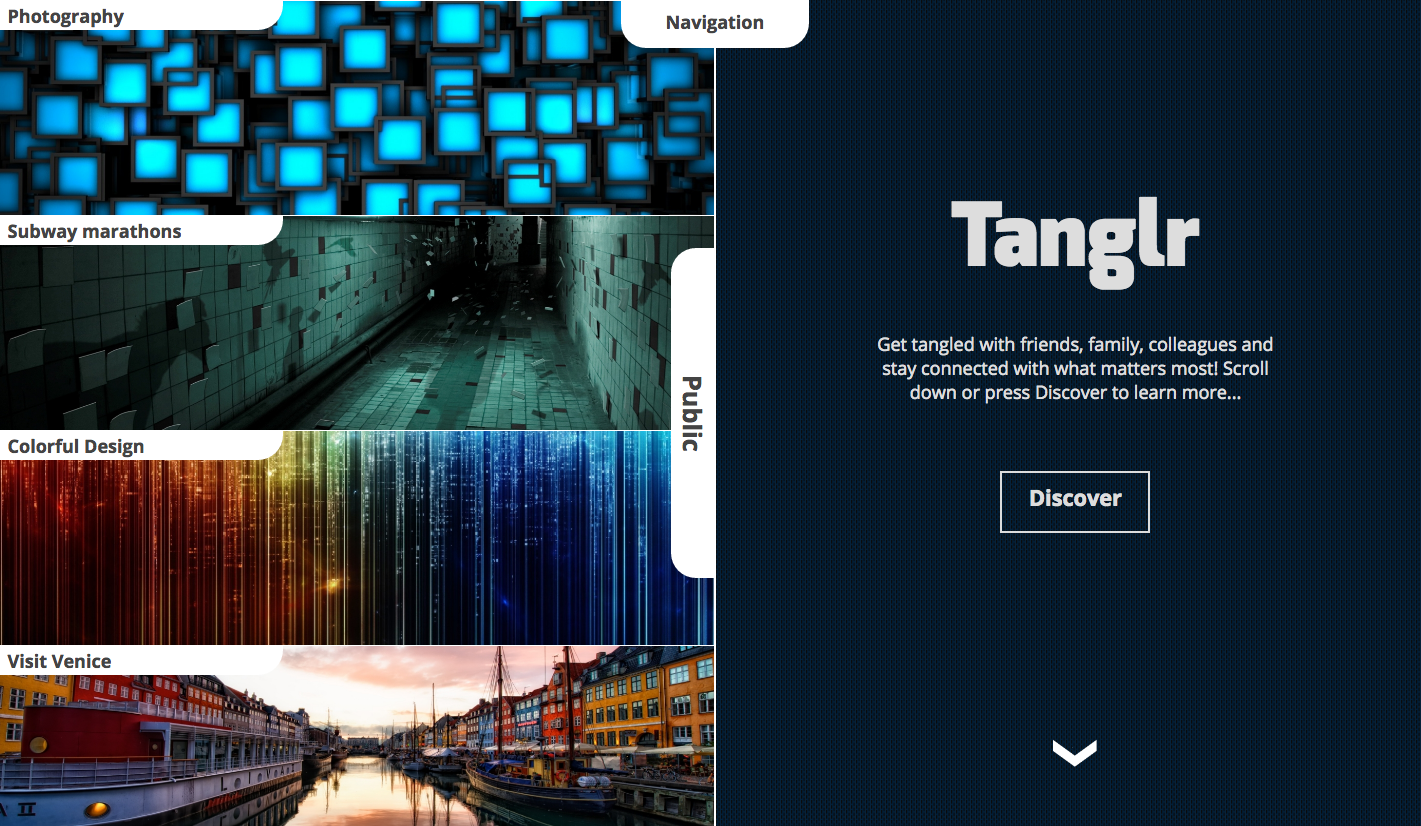 Photography
Navigation
Subway marathons
Public
Colorful Design
Visit Venice
II
Tanglr
Get tangled with friends, family, colleagues and
stay connected with what matters most! Scroll
down or press Discover to learn more...
Discover